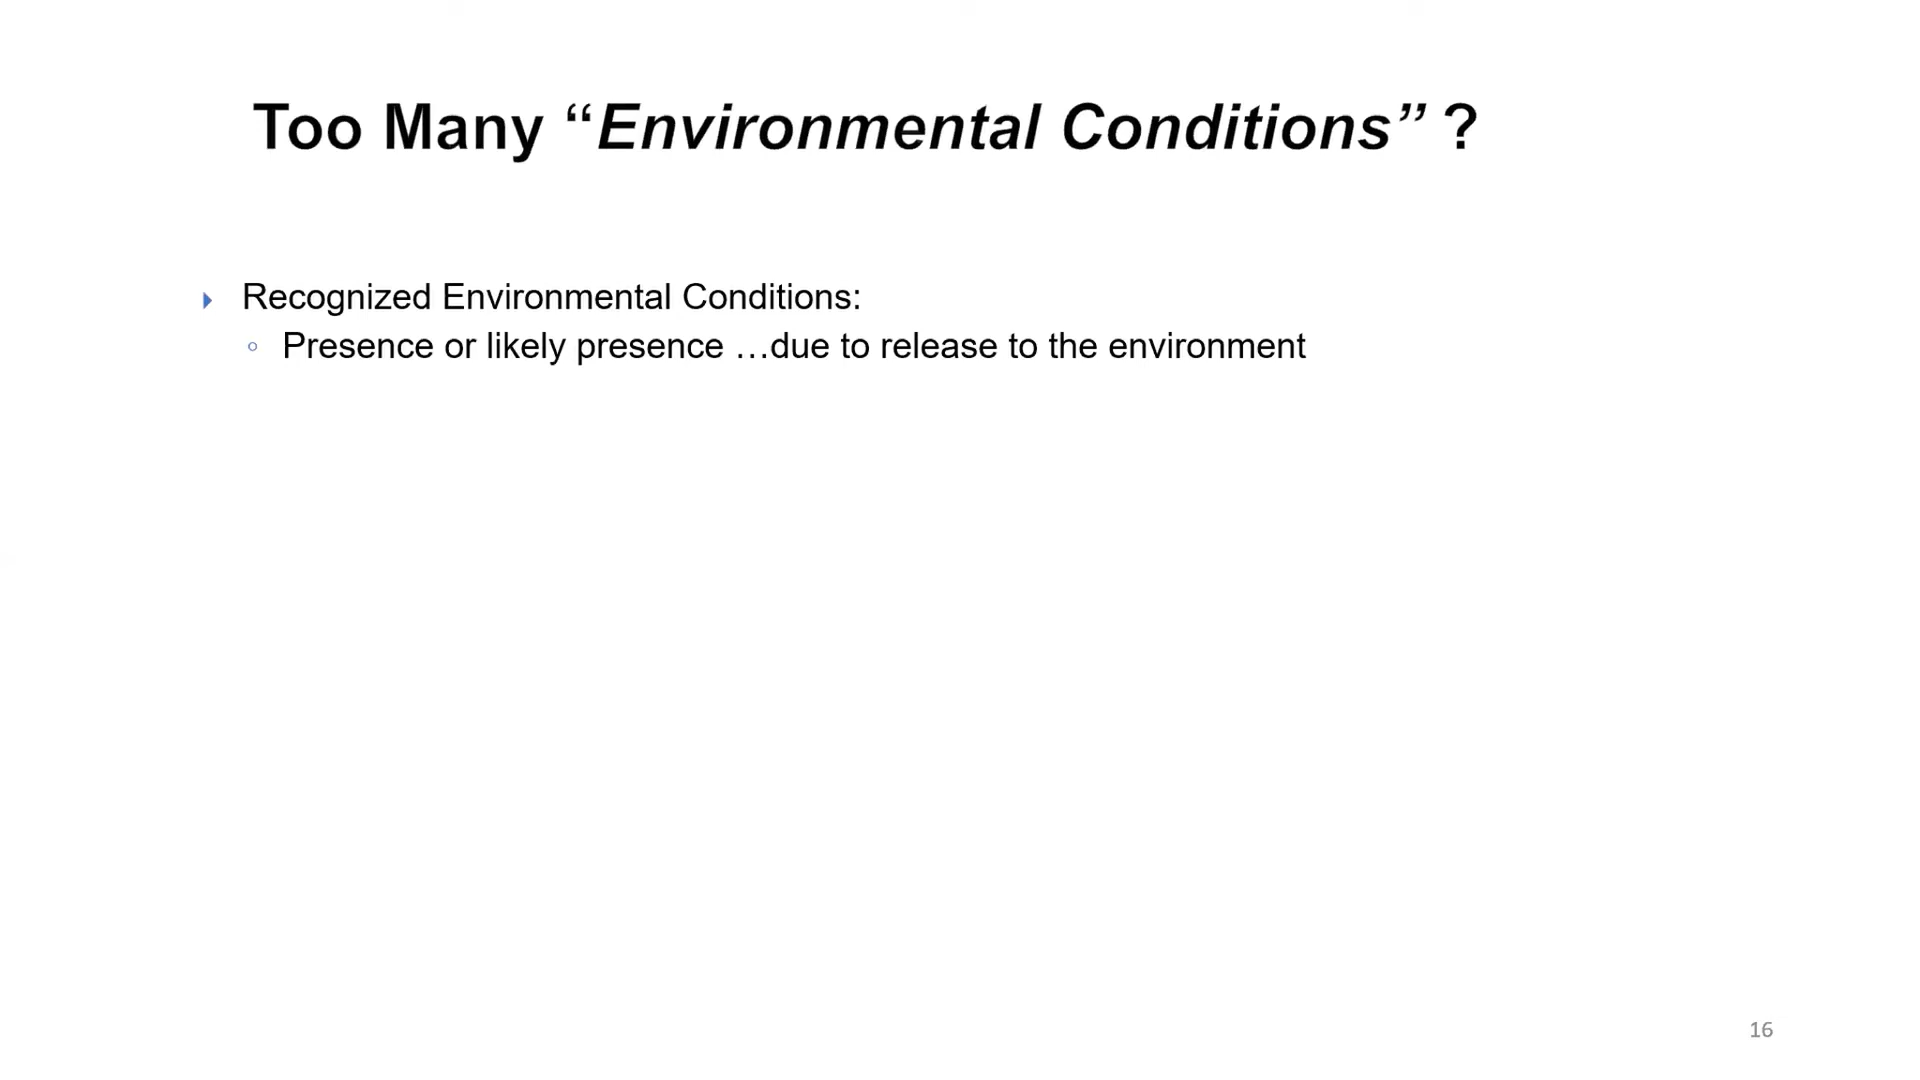 Too Many “Environmental Conditions” ?
Recognized Environmental Conditions:
Presence or likely presence …due to release to the environment
16